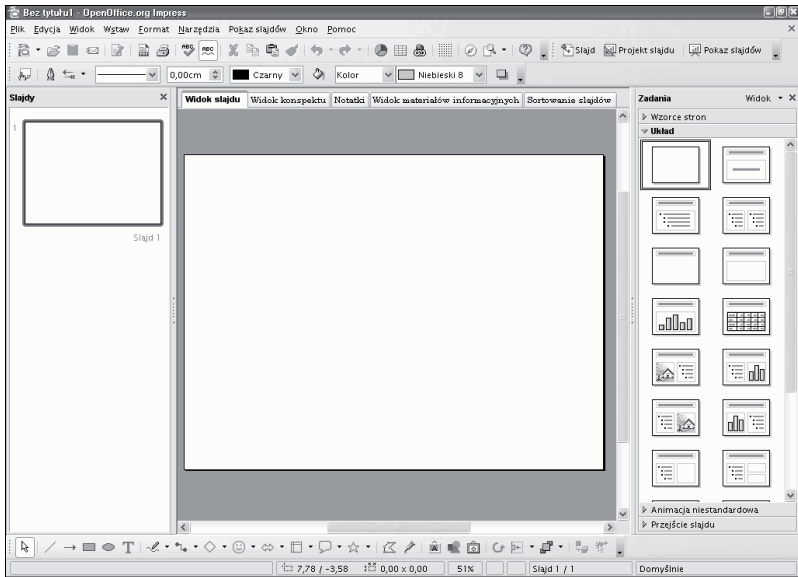 Bez tytułu1 - OpenOffice.org Impress
Plik Edycja Widok Wstaw Format Narzędzia Pokaz slajdów Okno Pomoc
Slajd Projekt slajdu Pokaz slajdów
0,00cm Czarny Kolor Niebieski 8
Slajdy
Widok slajdu Widok konspektu Notatki Widok materiałów informacyjnych Sortowanie slajdów
Zadania Widok
Wzorce stron
Układ
1
Slajd 1
Animacja niestandardowa
Przejście slajdu
7,78 / -3,58 0,00 x 0,00 51% Slajd 1 / 1 Domyślnie